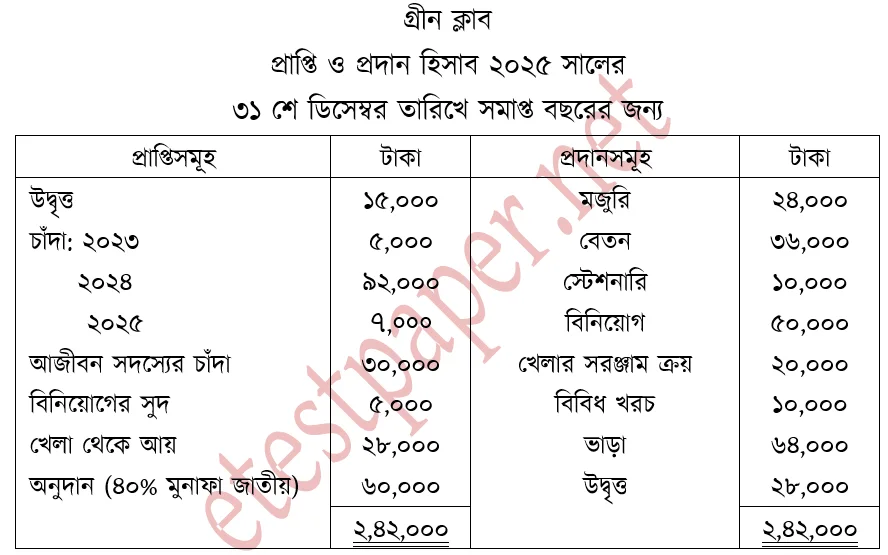 গ্রীন ক্লাব
প্রাপ্তি ও প্রদান হিসাব ২০২৫ সালের
৩১ শে ডিসেম্বর তারিখে সমাপ্ত বছরের জন্য
প্রাপ্তিসমূহ টাকা প্রদানসমূহ টাকা
উদ্বৃত্ত ১৫,০০০ মজুরি ২৪,০০০
চাঁদা: ২০২৩ ৫,০০০ বেতন ৩৬,০০০
২০২৪ ৯২,০০০ স্টেশনারি ১০,০০০
২০২৫ ৭,০০০ বিনিয়োগ ৫০,০০০
আজীবন সদস্যের চাঁদা ৩০,০০০ খেলার সরঞ্জাম ক্রয় ২০,০০০
বিনিয়োগের সুদ ৫,০০০ বিবিধ খরচ ১০,০০০
খেলা থেকে আয় ২৮,০০০ ভাড়া ৬৪,০০০
অনুদান (৪০% মুনাফা জাতীয়) ৬০,০০০ উদ্বৃত্ত ২৮,০০০
২,৪২,০০০ ২,৪২,০০০
etestpaper.net